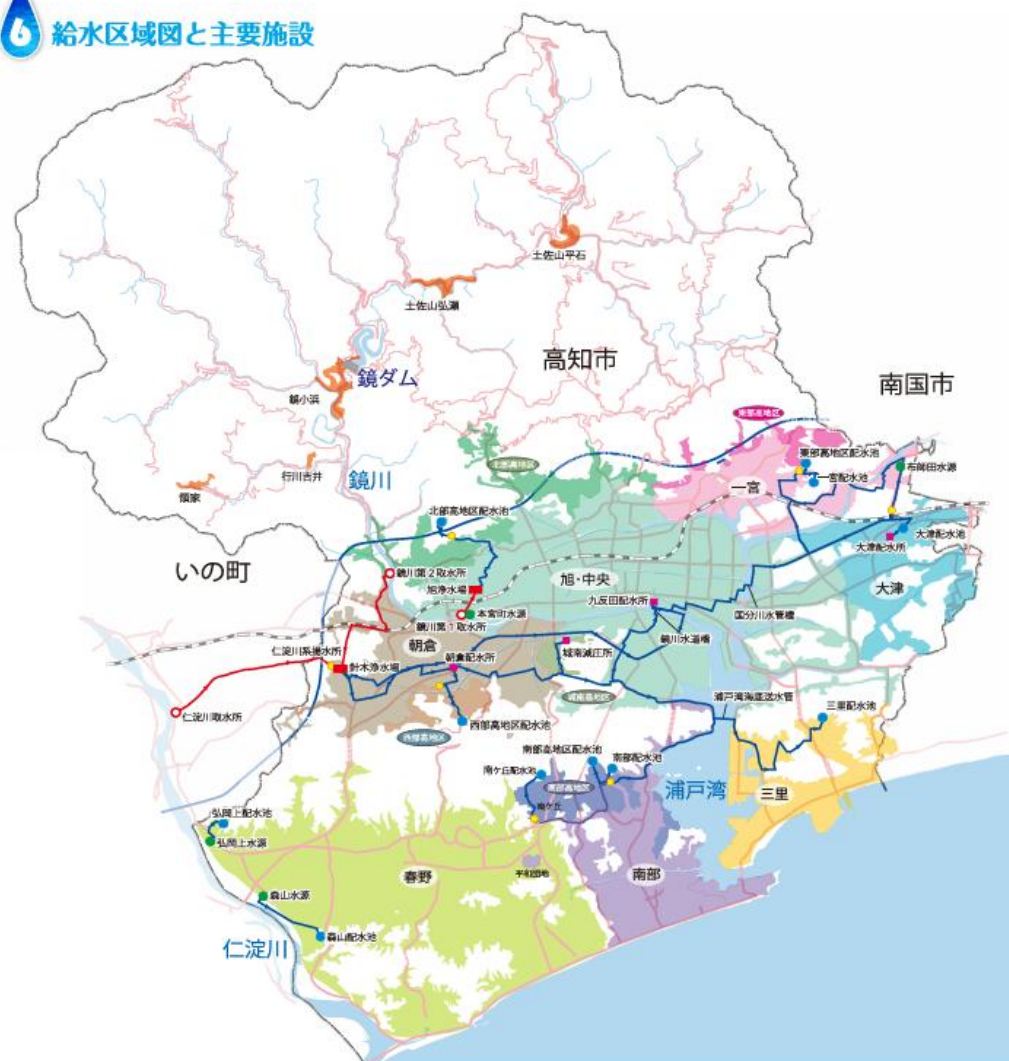 6 給水区域図と主要施設
土佐山平石
土佐山弘瀬
高知市
鏡ダム
南国市
鏡小浜
東部高地区
行川吉井
領家
鏡川
北部高地区
東部高地区配水池
布師田水源
一宮
一宮配水池
北部高地区配水池
大津配水池
大津配水所
いの町
鏡川第2取水所
旭浄水場
旭・中央
大津
九反田配水所
本宮町水源
鏡川第1取水所
国分川水管橋
朝倉
鏡川水道橋
仁淀川系揚水所
朝倉配水所
城南減圧所
針木浄水場
城南高地区
浦戸湾海底送水管
仁淀川取水所
西部高地区配水池
三里配水池
西部高地区
南部高地区配水池
南部配水池
南ケ丘配水池
南部高地区
浦戸湾
三里
南ケ丘
弘岡上配水池
弘岡上水源
平和団地
春野
南部
森山水源
森山配水池
仁淀川